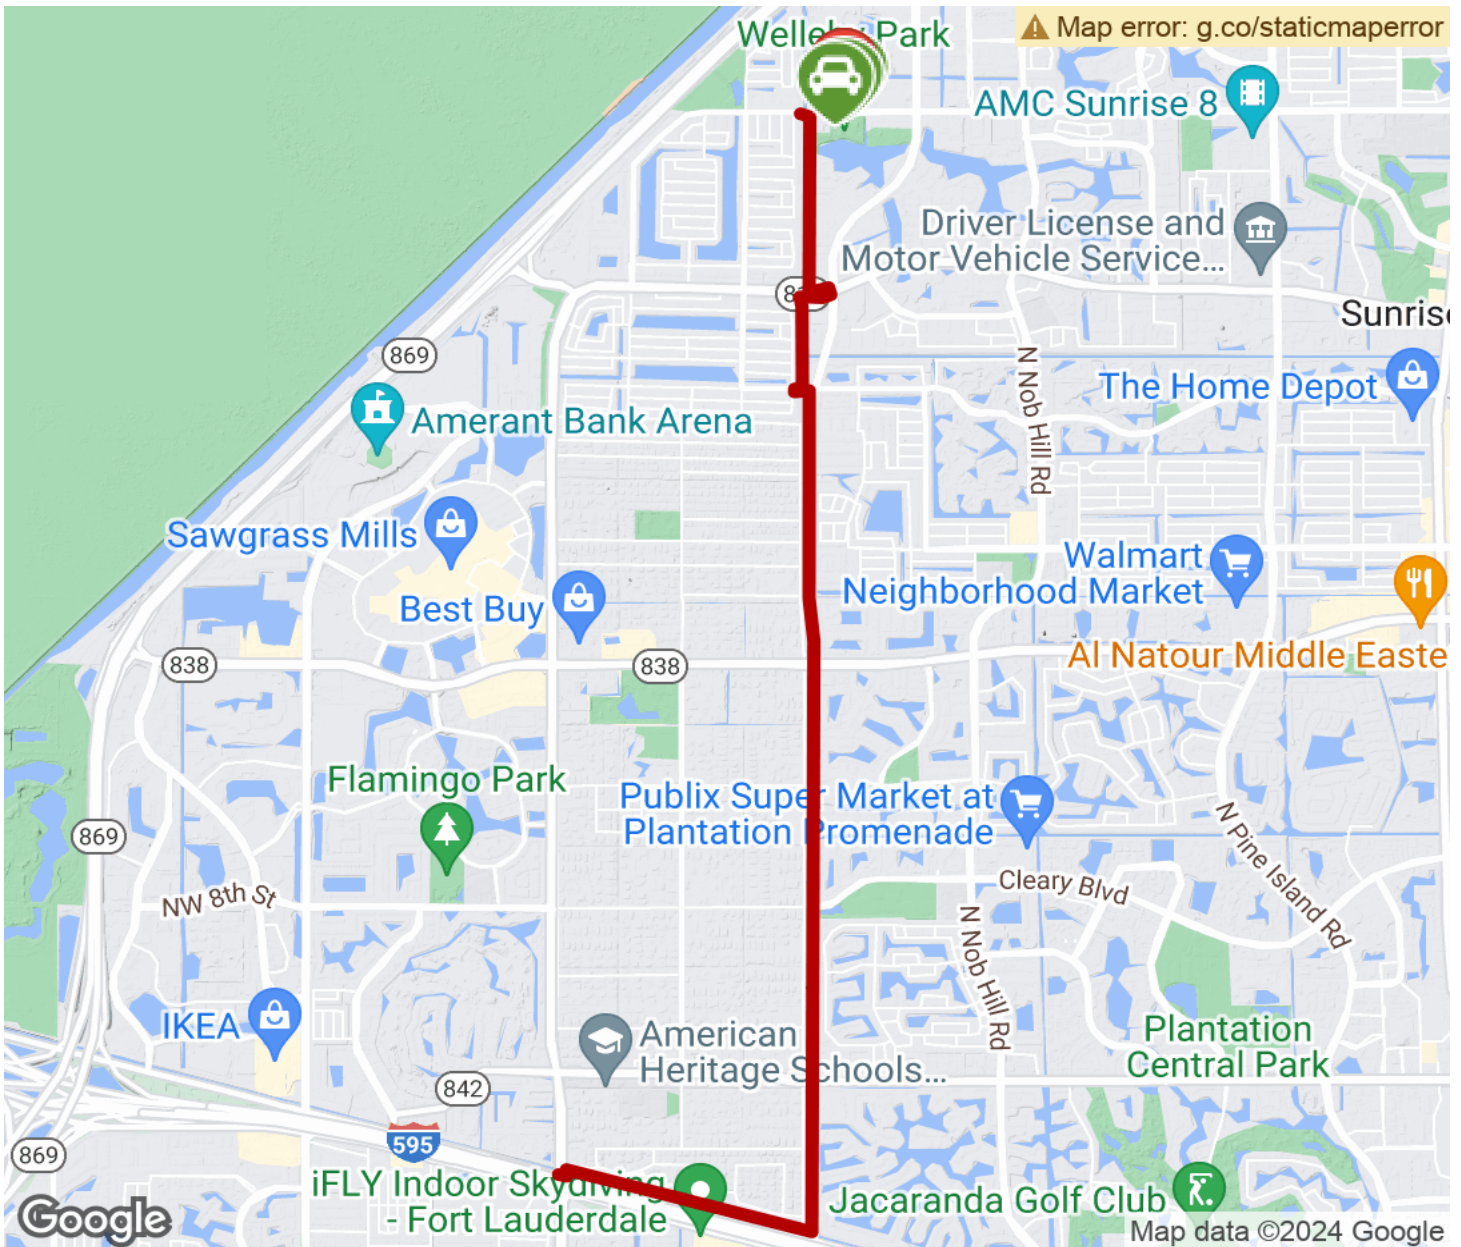 Map error: g.co/staticmaperror
Welleby Park
AMC Sunrise 8
Driver License and
Motor Vehicle Service...
Sunrise
869
N Nob Hill Rd
The Home Depot
Amerant Bank Arena
Sawgrass Mills
Walmart
Neighborhood Market
Best Buy
838
838
Al Natour Middle Easte
Flamingo Park
Publix Super Market at
Plantation Promenade
869
N Pine Island Rd
Cleary Blvd
NW 8th St
N Nob Hill Rd
IKEA
American
Heritage Schools...
Plantation
Central Park
842
595
869
iFLY Indoor Skydiving
- Fort Lauderdale
Jacaranda Golf Club
Google
Map data ©2024 Google